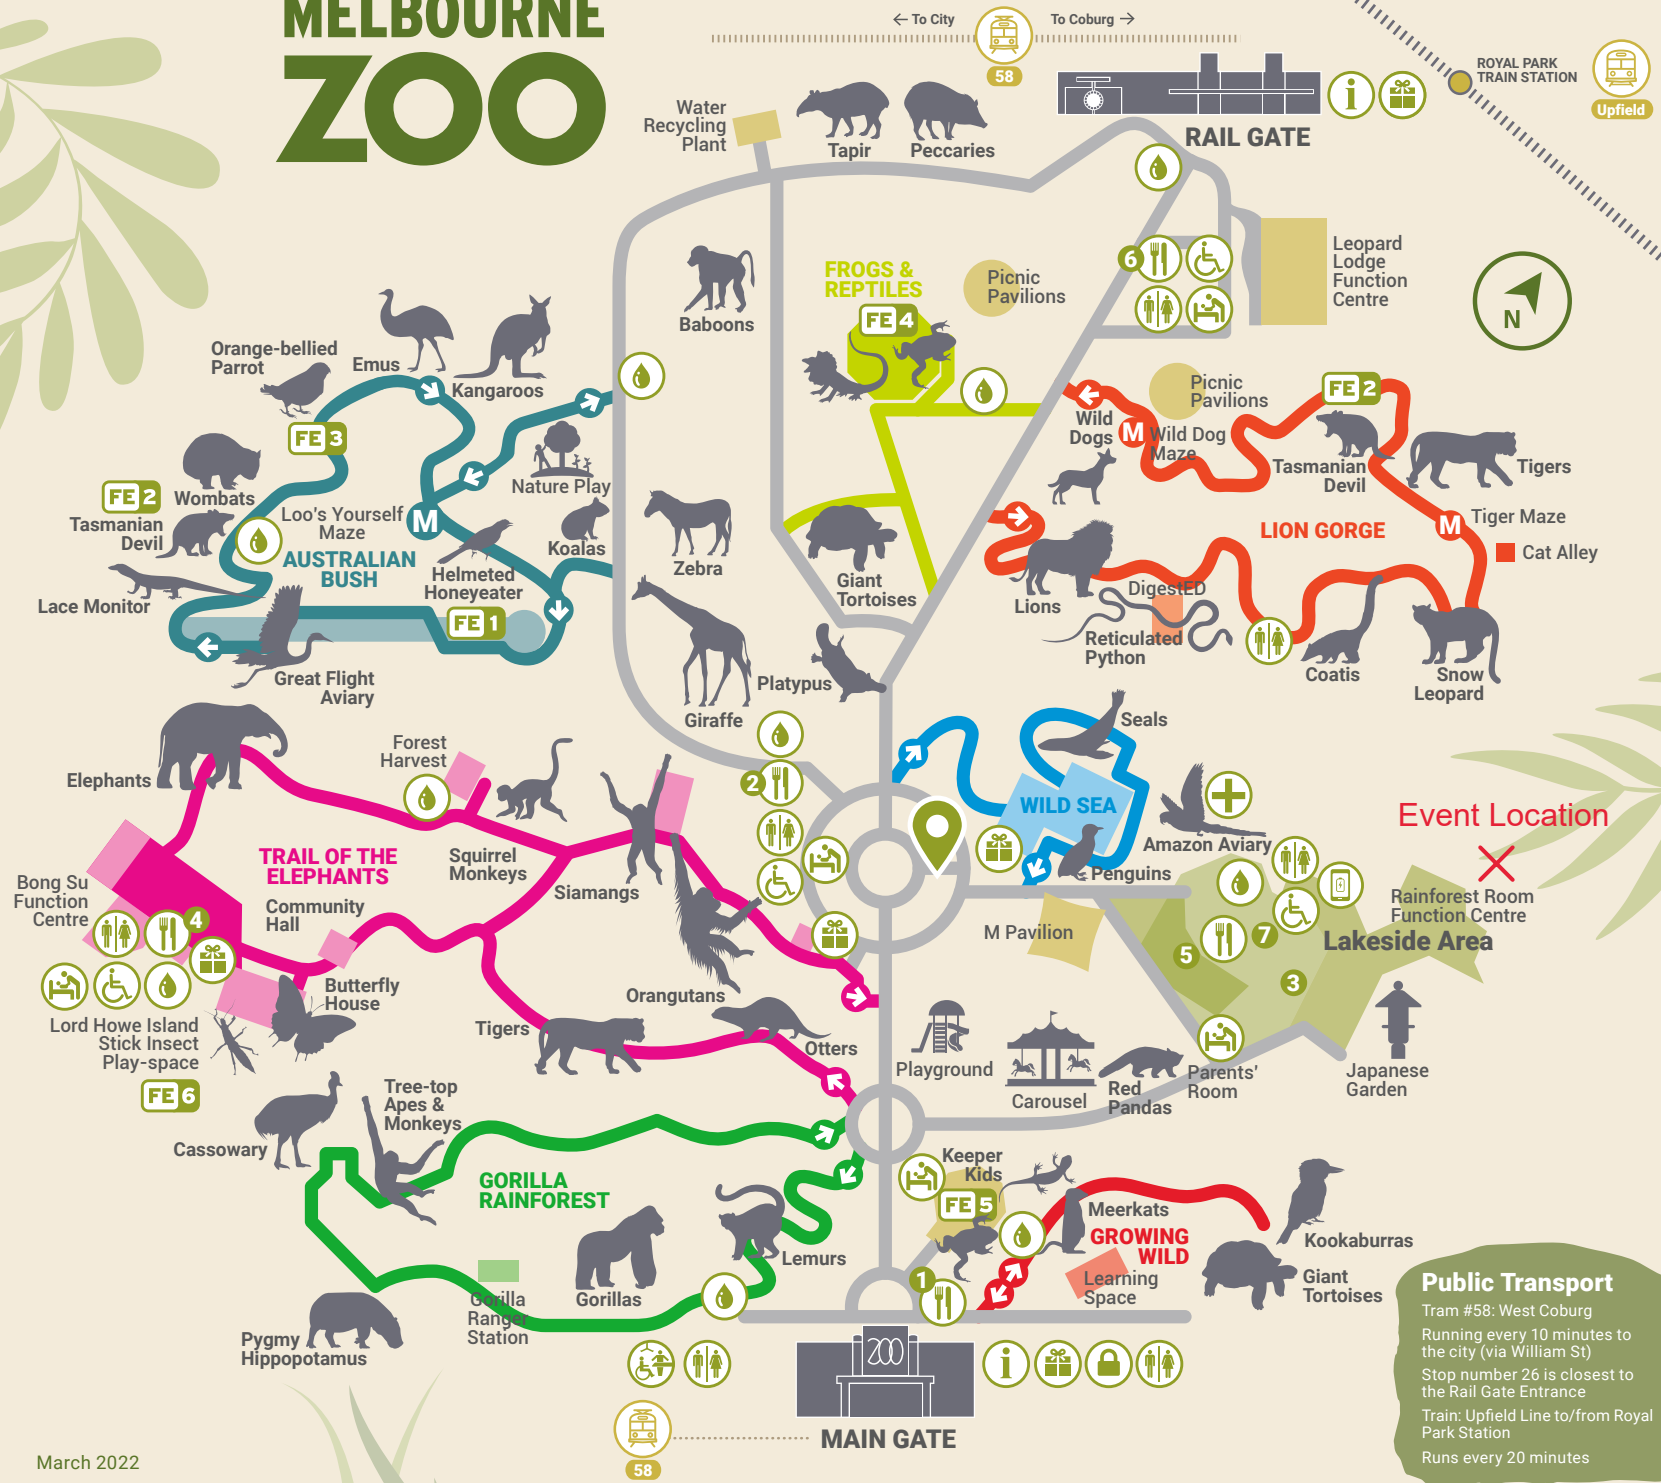 MELBOURNE
ZOO
To City
To Coburg
58
ROYAL PARK
TRAIN STATION
Upfield
RAIL GATE
Water
Recycling
Plant
Tapir
Peccaries
Leopard
Lodge
Function
Centre
6
N
Baboons
FROGS &
REPTILES
FE 4
Picnic
Pavilions
Orange-bellied
Parrot
Emus
Kangaroos
FE 3
Wombats
FE 2
Tasmanian
Devil
Loo's Yourself
Maze
M
Nature Play
Koalas
AUSTRALIAN
BUSH
Helmeted
Honeyeater
Lace Monitor
FE 1
Great Flight
Aviary
Zebra
Giraffe
Giant
Tortoises
Platypus
Picnic
Pavilions
FE 2
Wild
Dogs
M
Wild Dog
Maze
Tasmanian
Devil
Tigers
LION GORGE
M
Tiger Maze
Cat Alley
Lions
DigestED
Reticulated
Python
Coatis
Snow
Leopard
Elephants
Forest
Harvest
2
Seals
WILD SEA
Amazon Aviary
Penguins
Event Location
Rainforest Room
Function Centre
Lakeside Area
TRAIL OF THE
ELEPHANTS
Squirrel
Monkeys
Siamangs
Bong Su
Function
Centre
4
Community
Hall
Butterfly
House
Lord Howe Island
Stick Insect
Play-space
FE 6
Orangutans
Tigers
Otters
M Pavilion
5
7
3
Playground
Carousel
Red
Pandas
Parents'
Room
Japanese
Garden
Cassowary
Tree-top
Apes &
Monkeys
GORILLA
RAINFOREST
Lemurs
Gorillas
Gorilla
Ranger
Station
Pygmy
Hippopotamus
Keeper
Kids
FE 5
Meerkats
GROWING
WILD
Learning
Space
Kookaburras
Giant
Tortoises
1
ZOO
MAIN GATE
58
Public Transport
Tram #58: West Coburg
Running every 10 minutes to
the city (via William St)
Stop number 26 is closest to
the Rail Gate Entrance
Train: Upfield Line to/from Royal
Park Station
Runs every 20 minutes
March 2022